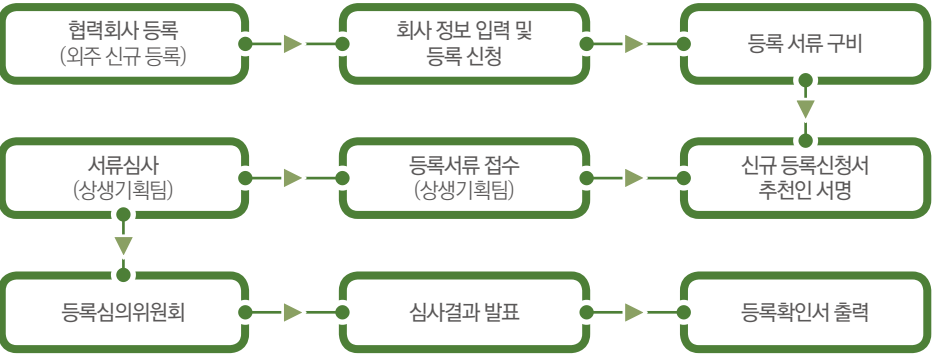 협력회사 등록
(외주 신규 등록)
회사 정보 입력 및
등록 신청
등록 서류 구비
서류심사
(상생기획팀)
등록서류 접수
(상생기획팀)
신규 등록신청서
추천인 서명
등록심의위원회
심사결과 발표
등록확인서 출력